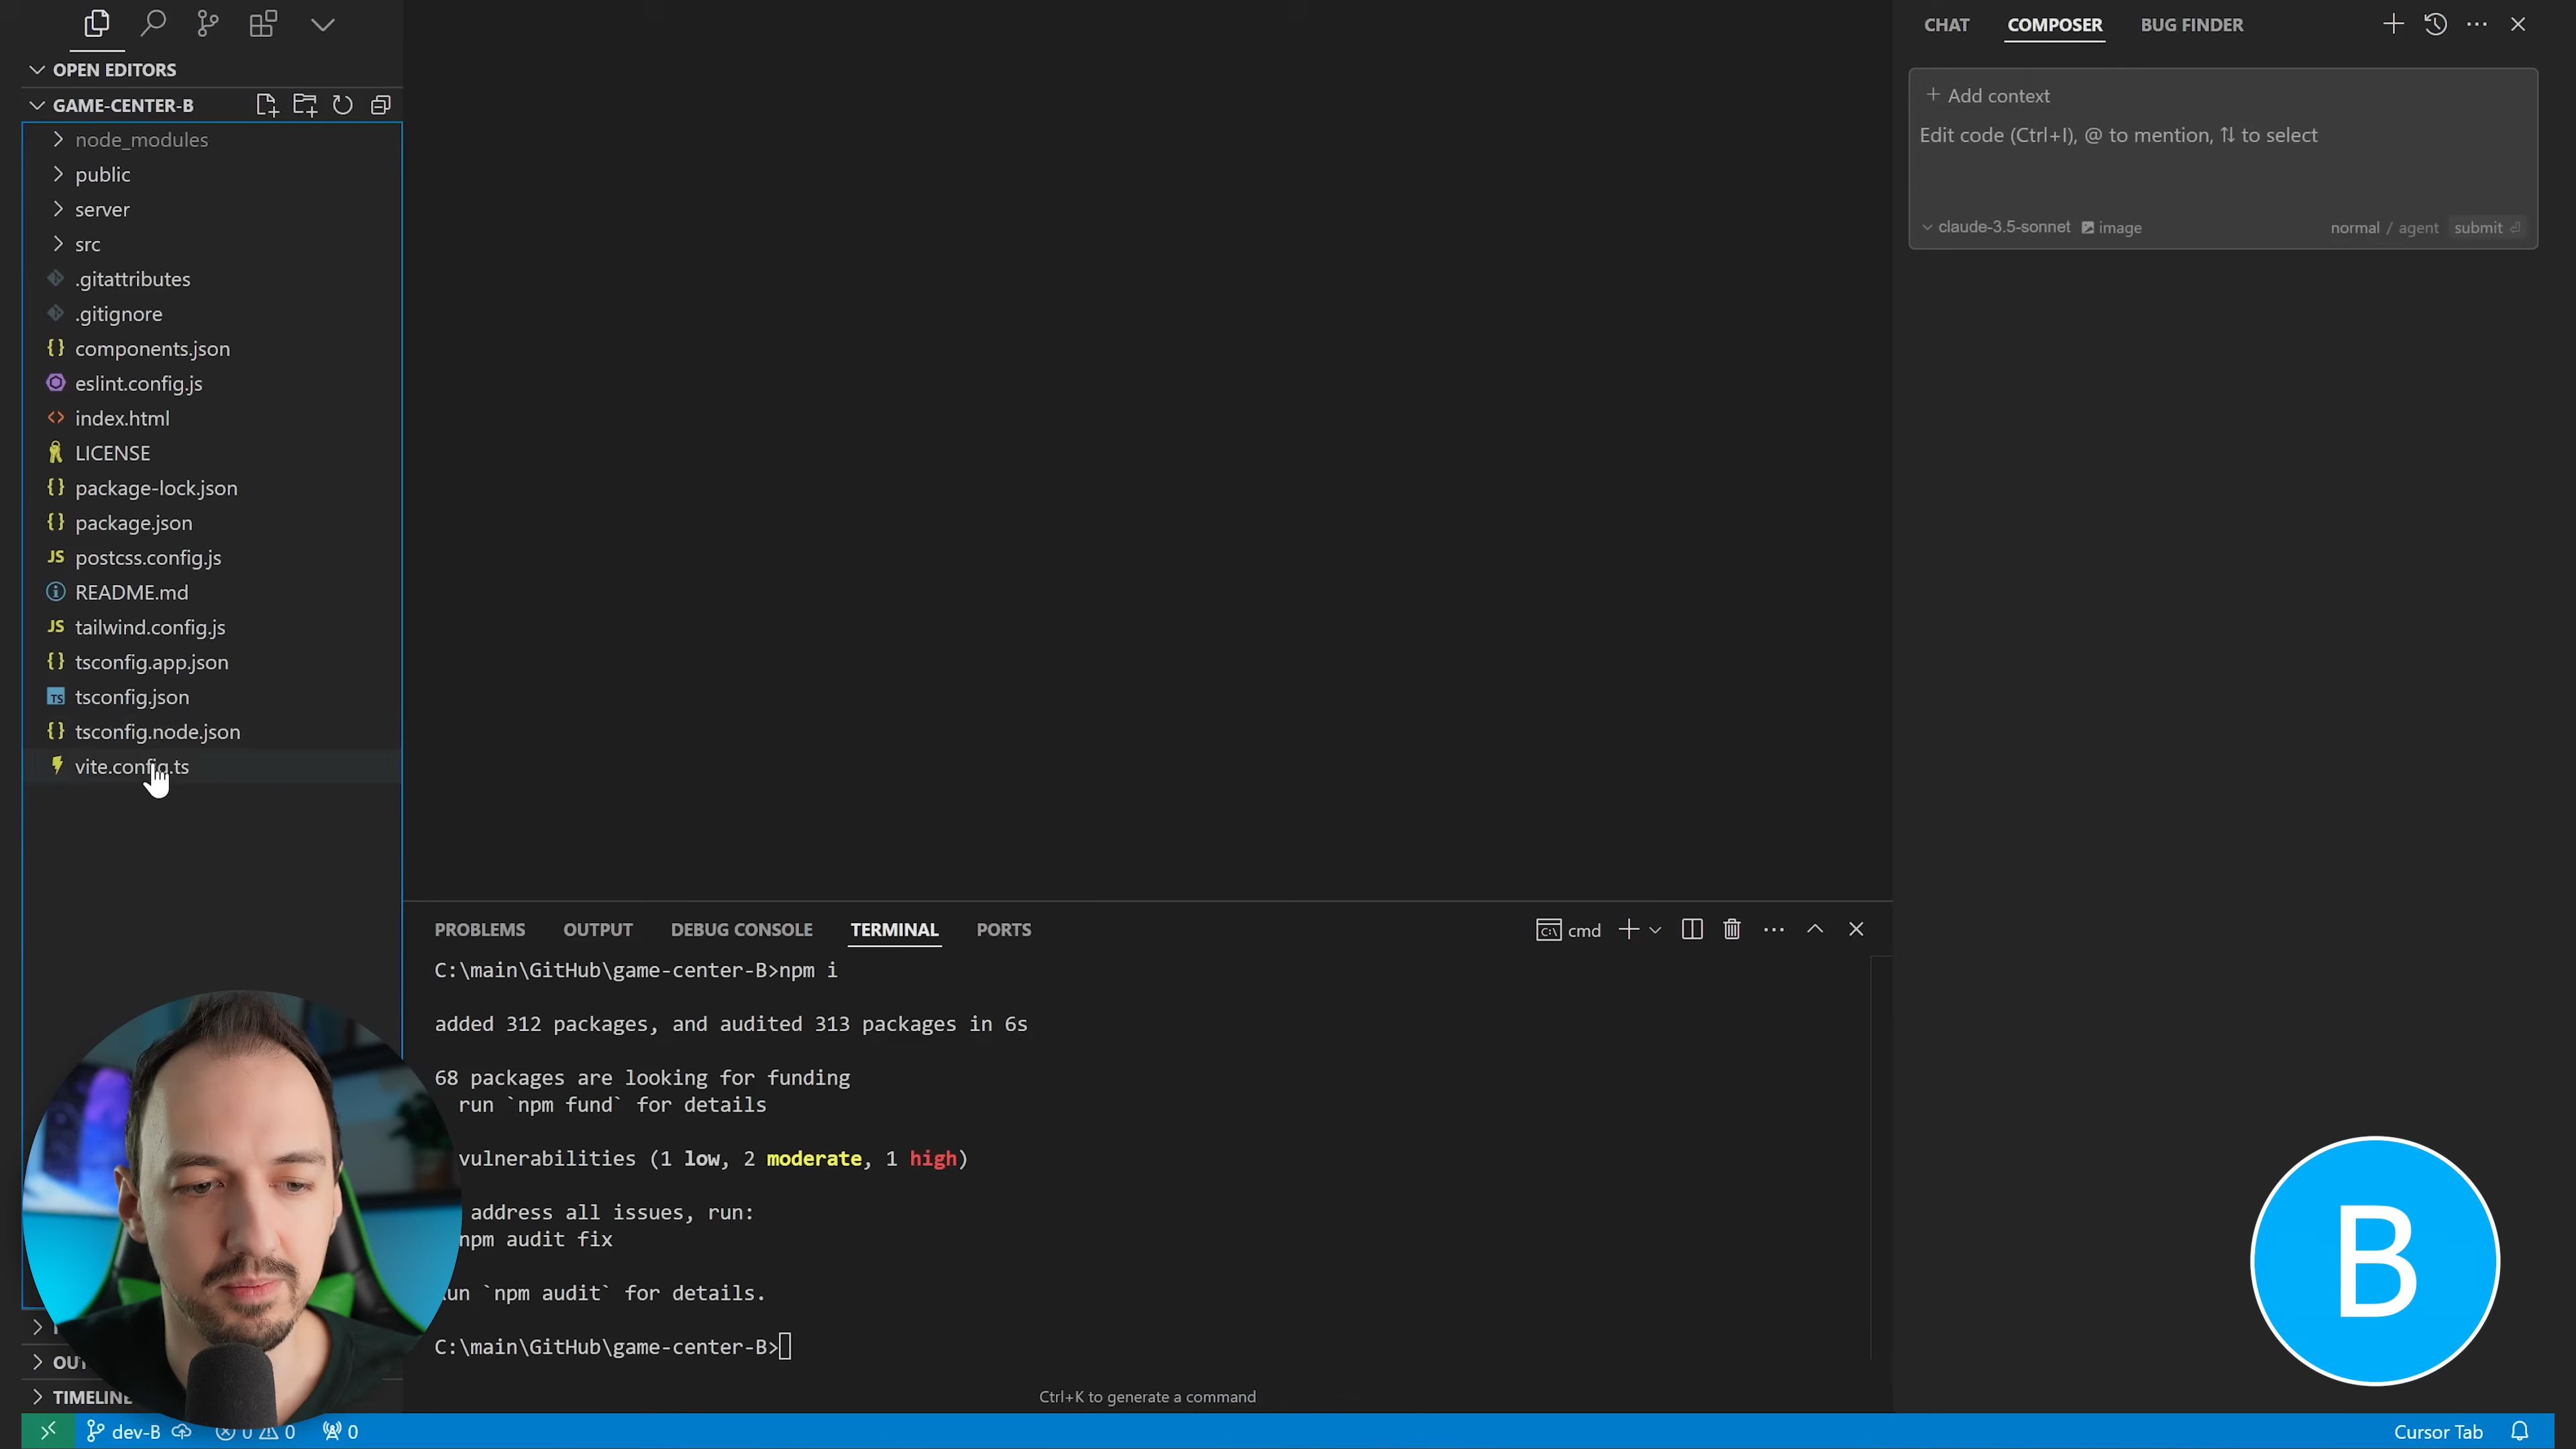 OPEN EDITORS
GAME-CENTER-B
node_modules
public
server
src
.gitattributes
.gitignore
components.json
eslint.config.js
index.html
LICENSE
package-lock.json
package.json
postcss.config.js
README.md
tailwind.config.js
tsconfig.app.json
tsconfig.json
tsconfig.node.json
vite.config.ts
TIMELINE
PROBLEMS OUTPUT DEBUG CONSOLE TERMINAL PORTS cmd
C:\main\GitHub\game-center-B>npm i
added 312 packages, and audited 313 packages in 6s
68 packages are looking for funding
run `npm fund` for details
vulnerabilities (1 low, 2 moderate, 1 high)
address all issues, run:
npm audit fix
un `npm audit` for details.
C:\main\GitHub\game-center-B>
Ctrl+K to generate a command
CHAT COMPOSER BUG FINDER
+ Add context
Edit code (Ctrl+I), @ to mention, ⇅ to select
claude-3.5-sonnet image normal / agent submit
B
dev-B 0 0 0 Cursor Tab